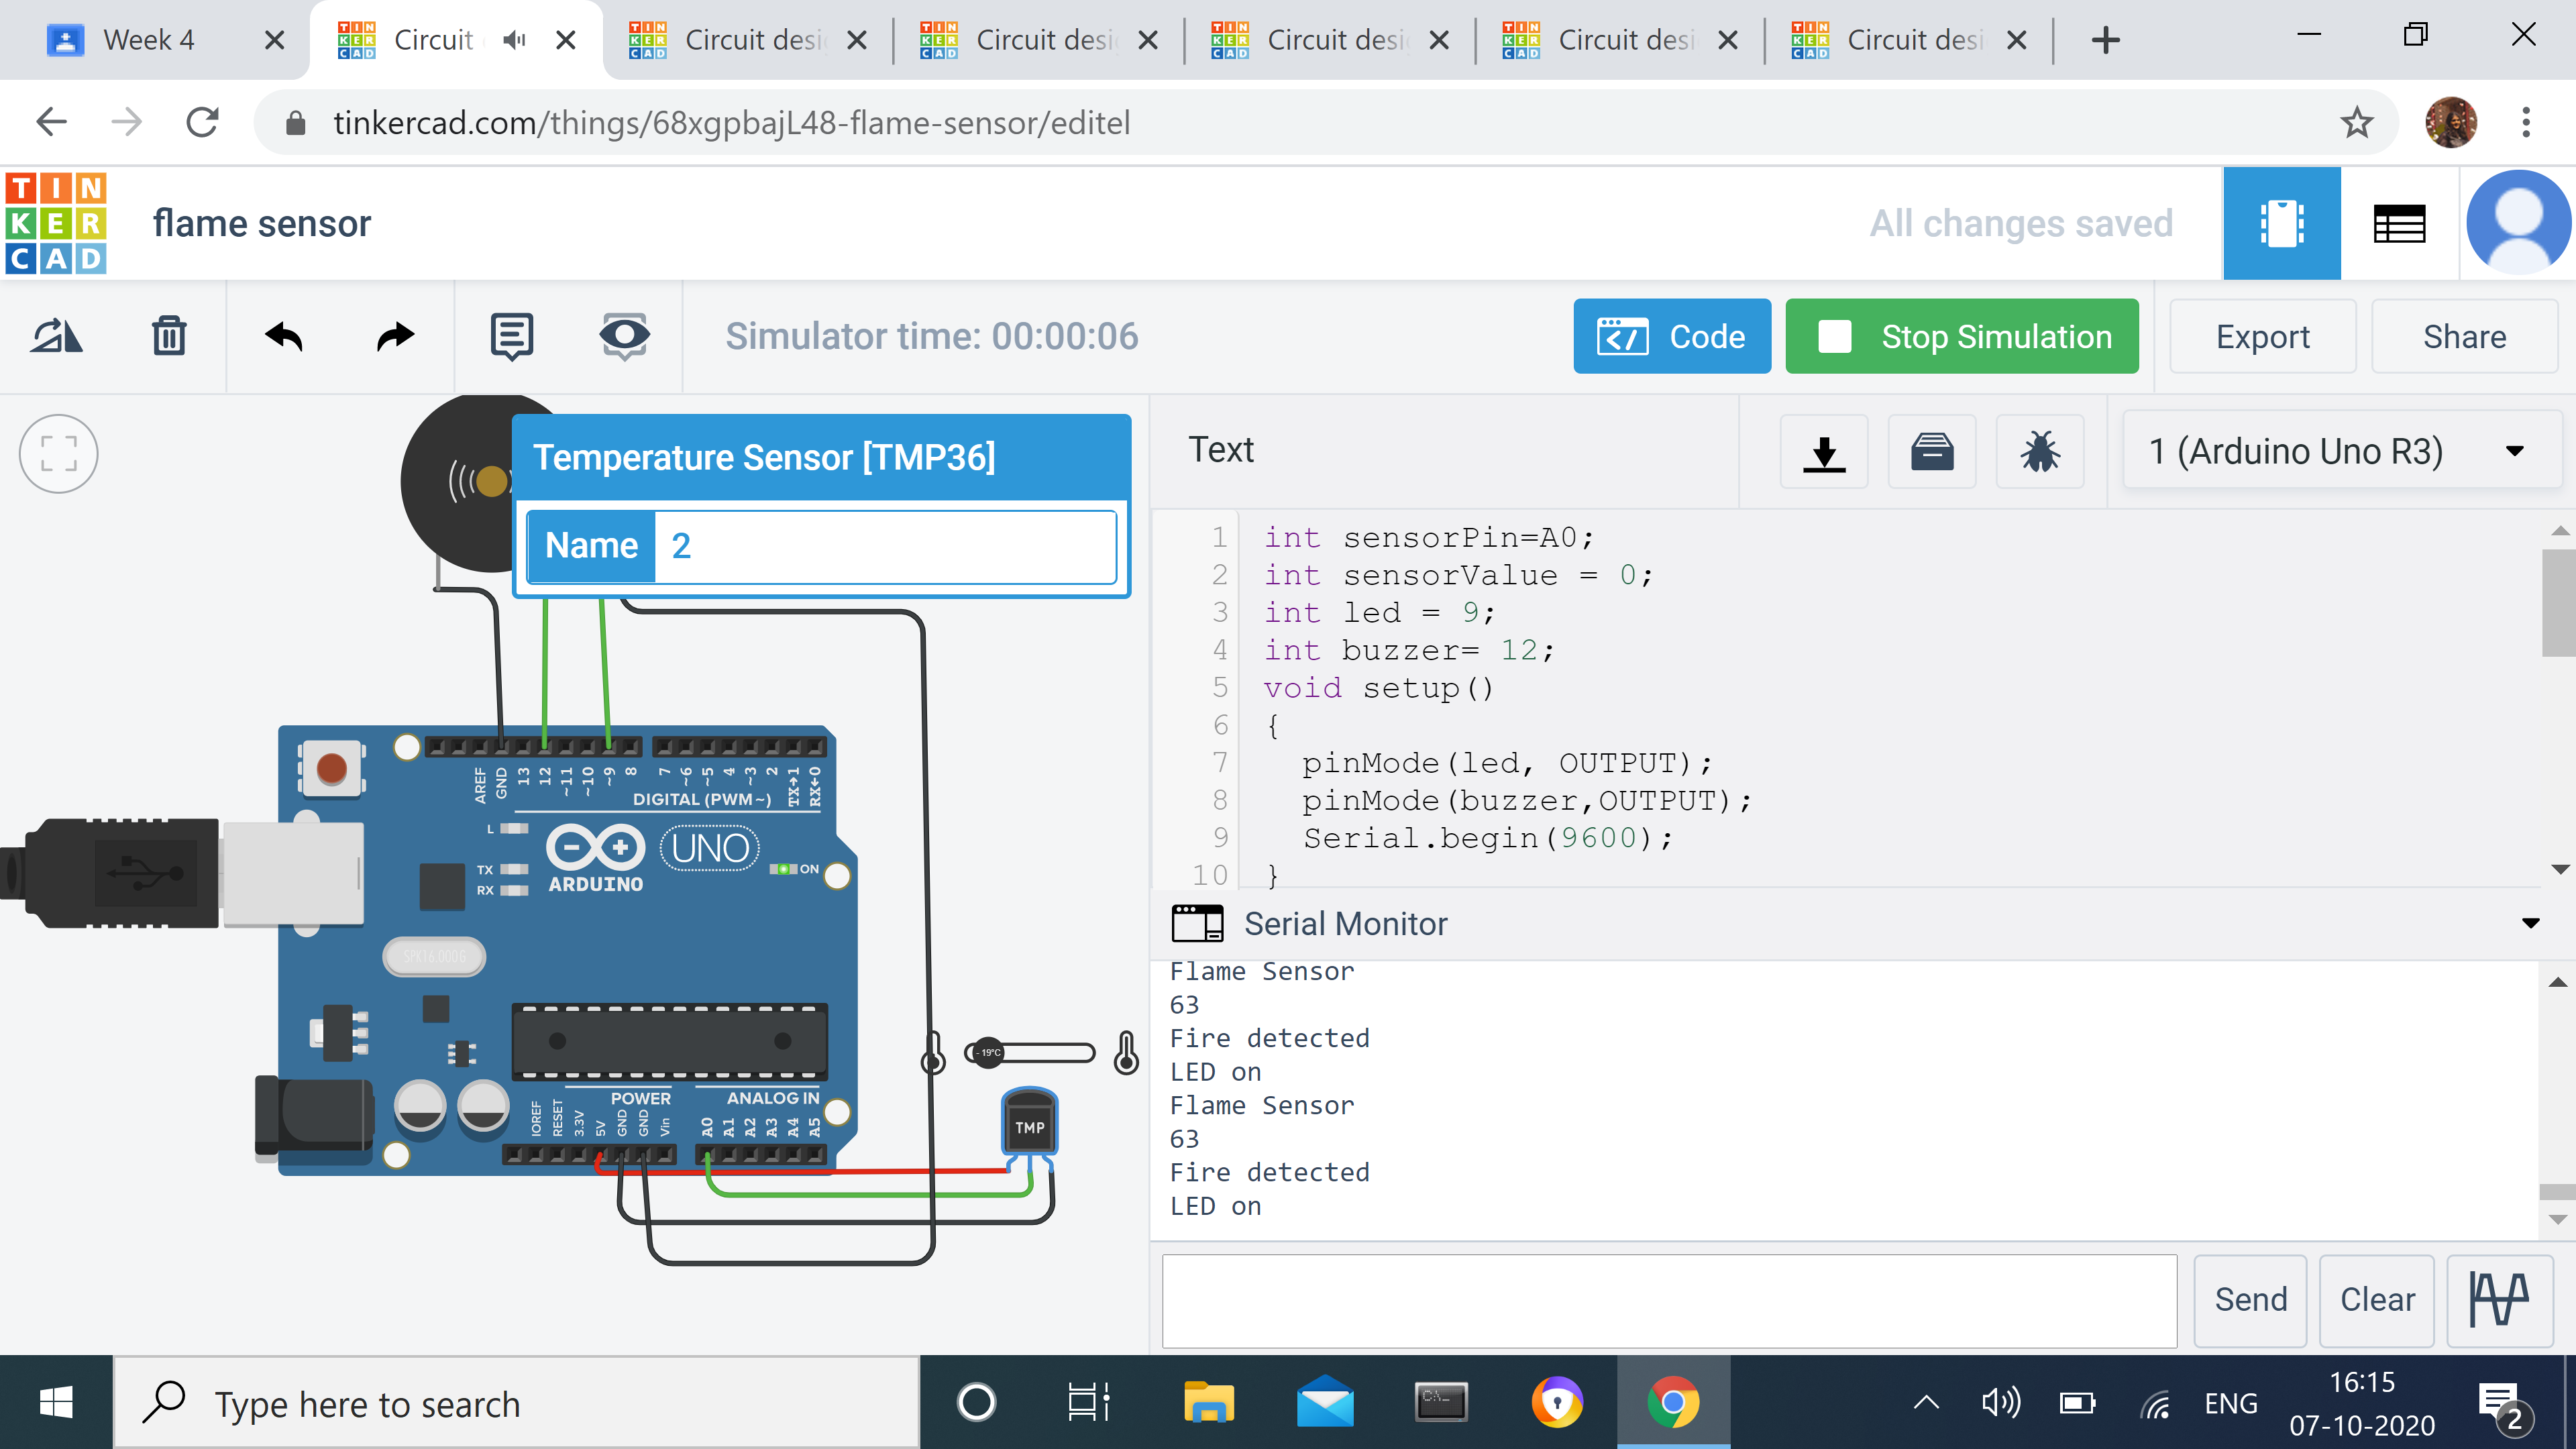 Week 4
Circuit
Circuit desi
Circuit desi
Circuit desi
Circuit desi
Circuit desi
tinkercad.com/things/68xgpbajL48-flame-sensor/editel
TIN
KER
CAD
flame sensor
All changes saved
Simulator time: 00:00:06
Code
Stop Simulation
Export
Share
Temperature Sensor [TMP36]
Name 2
AREF
GND
13
12
~11
~10
~9
8
7
~6
~5
4
~3
2
TX→1
RX←0
DIGITAL (PWM~)
L
TX
RX
ARDUINO
UNO
ON
SPK16.000G
-19°C
TMP
POWER
ANALOG IN
IOREF
RESET
3.3V
5V
GND
GND
Vin
A0
A1
A2
A3
A4
A5
Text
1 (Arduino Uno R3)
1 int sensorPin=A0;
2 int sensorValue = 0;
3 int led = 9;
4 int buzzer= 12;
5 void setup()
6 {
7 pinMode(led, OUTPUT);
8 pinMode(buzzer,OUTPUT);
9 Serial.begin(9600);
10 }
Serial Monitor
Flame Sensor
63
Fire detected
LED on
Flame Sensor
63
Fire detected
LED on
Send
Clear
Type here to search
C:\_
ENG
16:15
07-10-2020
2